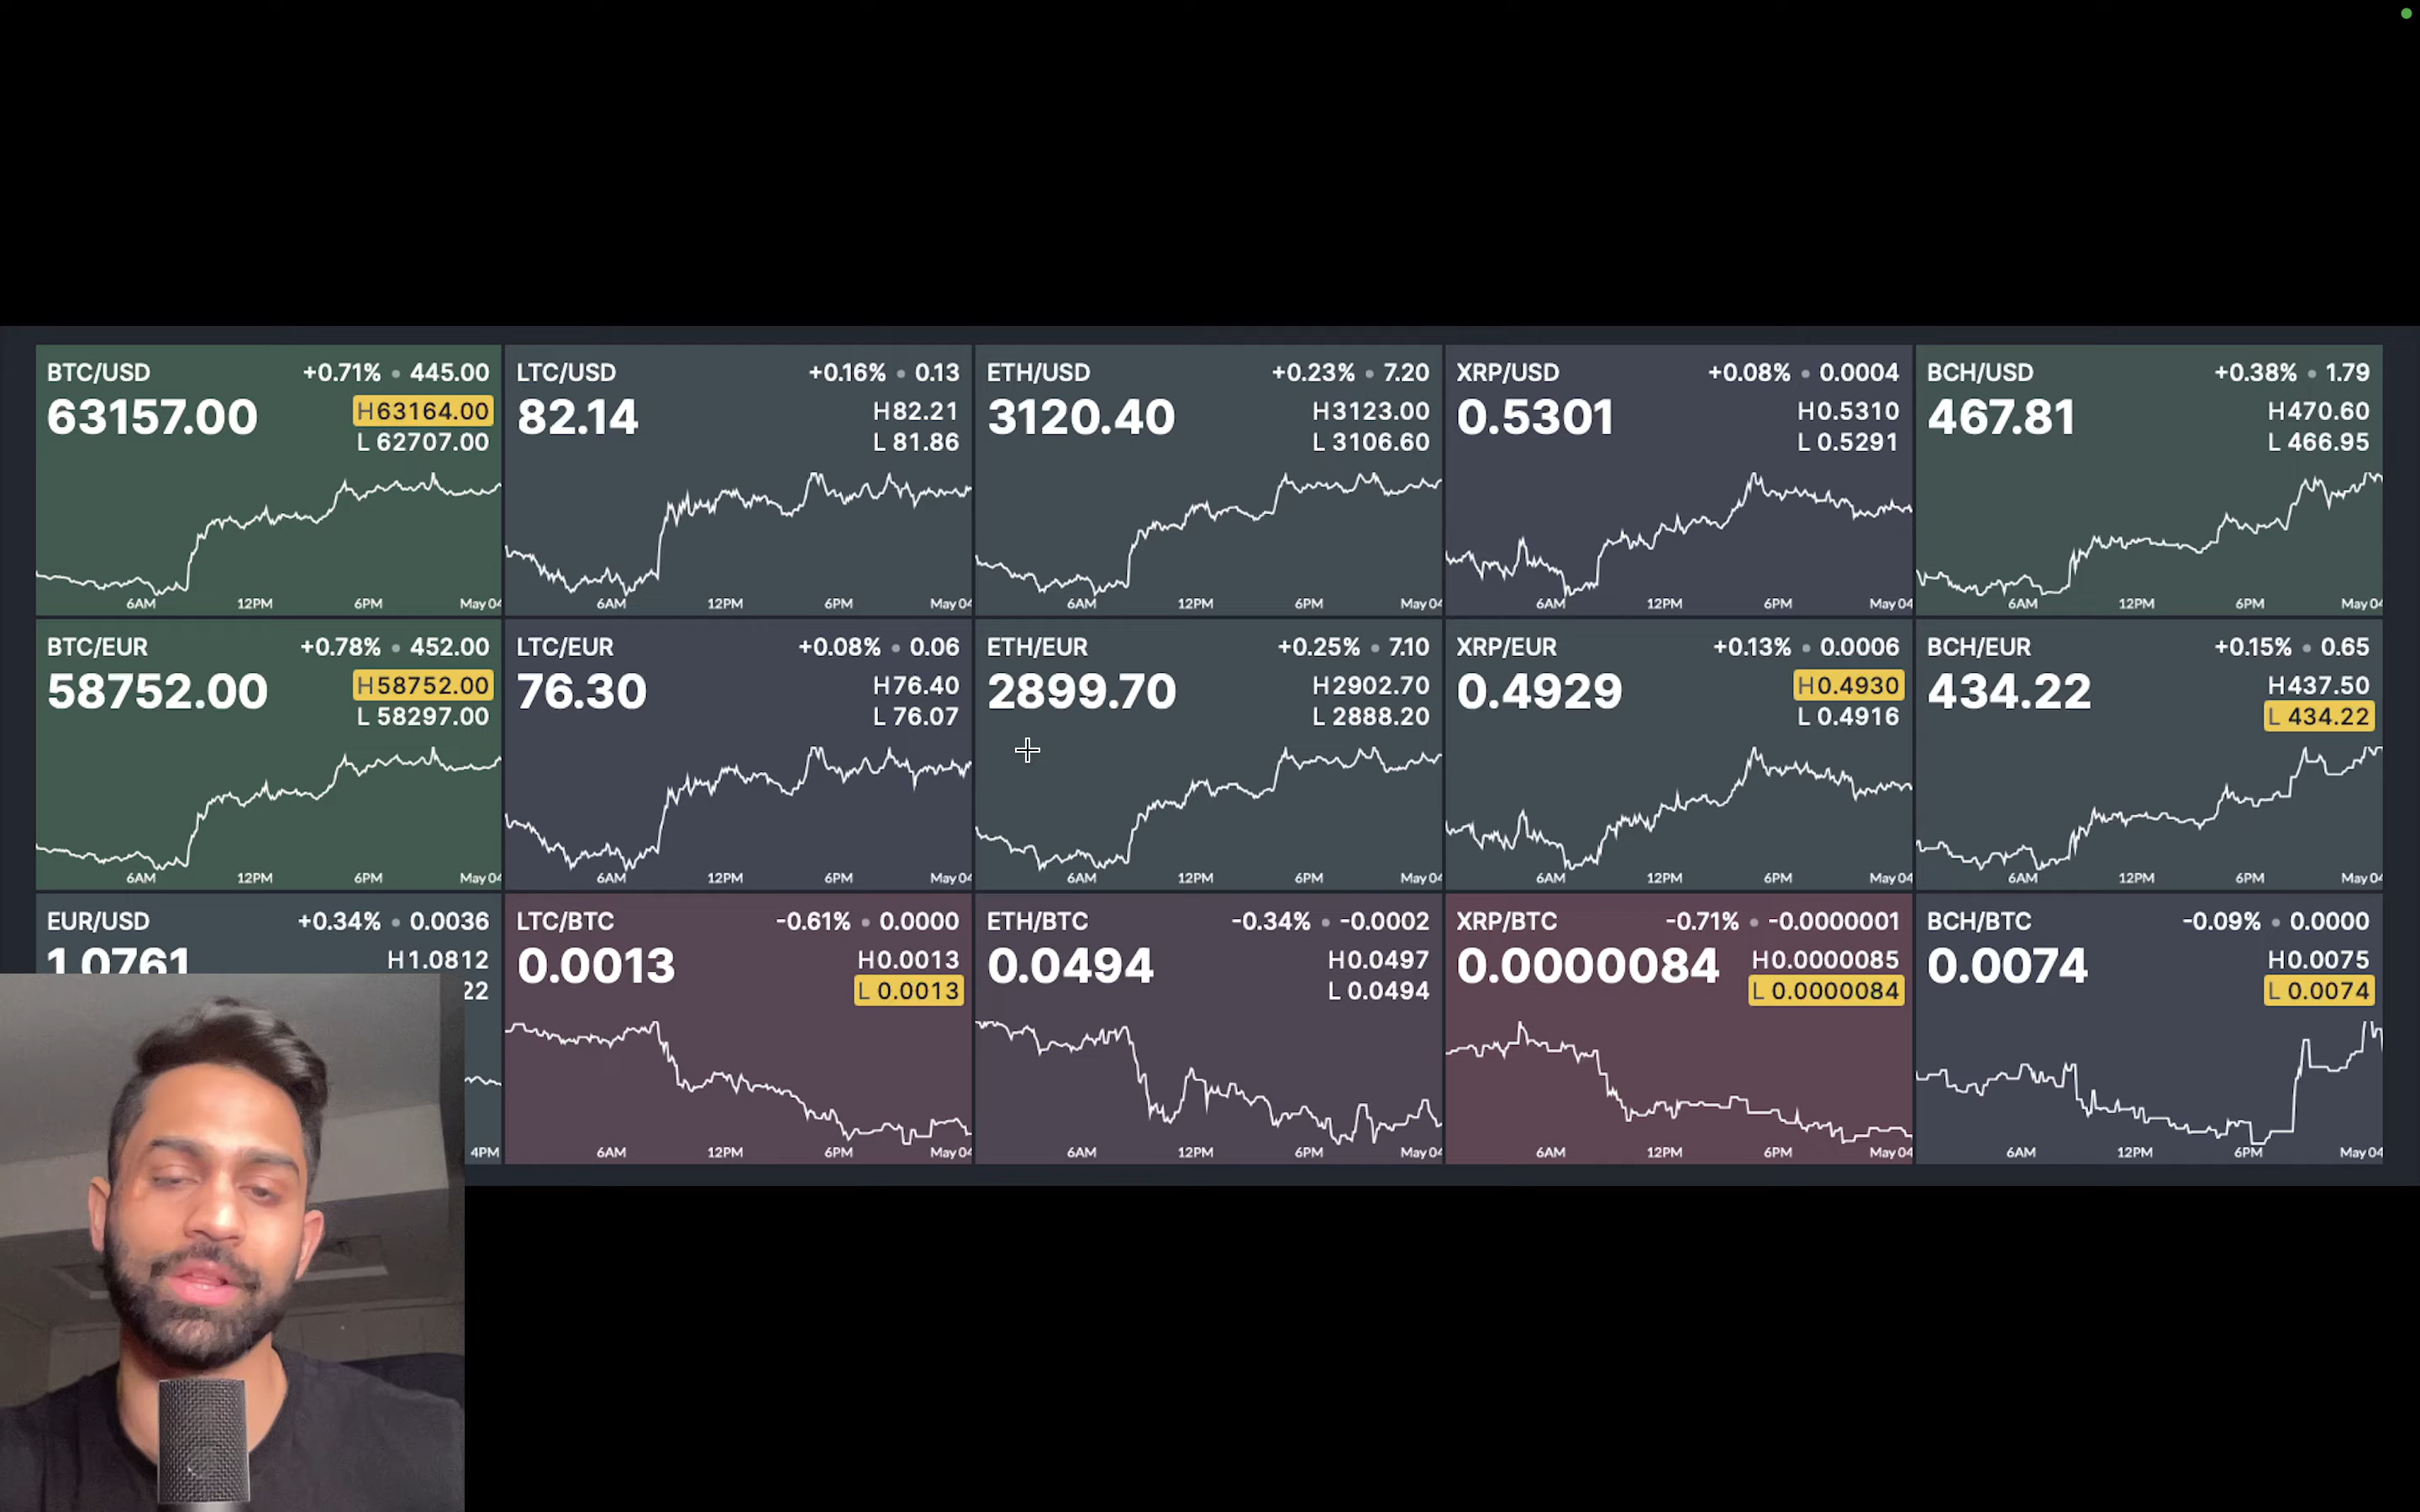 BTC/USD +0.71% • 445.00
63157.00 H63164.00
L 62707.00
6AM 12PM 6PM May 04
LTC/USD +0.16% • 0.13
82.14 H82.21
L 81.86
6AM 12PM 6PM May 04
ETH/USD +0.23% • 7.20
3120.40 H3123.00
L 3106.60
6AM 12PM 6PM May 04
XRP/USD +0.08% • 0.0004
0.5301 H0.5310
L 0.5291
6AM 12PM 6PM May 04
BCH/USD +0.38% • 1.79
467.81 H470.60
L 466.95
6AM 12PM 6PM May 04
BTC/EUR +0.78% • 452.00
58752.00 H58752.00
L 58297.00
6AM 12PM 6PM May 04
LTC/EUR +0.08% • 0.06
76.30 H76.40
L 76.07
6AM 12PM 6PM May 04
ETH/EUR +0.25% • 7.10
2899.70 H2902.70
L 2888.20
6AM 12PM 6PM May 04
XRP/EUR +0.13% • 0.0006
0.4929 H0.4930
L 0.4916
6AM 12PM 6PM May 04
BCH/EUR +0.15% • 0.65
434.22 H437.50
L 434.22
6AM 12PM 6PM May 04
EUR/USD +0.34% • 0.0036
1.0761 H1.0812
22
4PM
LTC/BTC -0.61% • 0.0000
0.0013 H0.0013
L 0.0013
6AM 12PM 6PM May 04
ETH/BTC -0.34% • -0.0002
0.0494 H0.0497
L 0.0494
6AM 12PM 6PM May 04
XRP/BTC -0.71% • -0.0000001
0.0000084 H0.0000085
L 0.0000084
6AM 12PM 6PM May 04
BCH/BTC -0.09% • 0.0000
0.0074 H0.0075
L 0.0074
6AM 12PM 6PM May 04